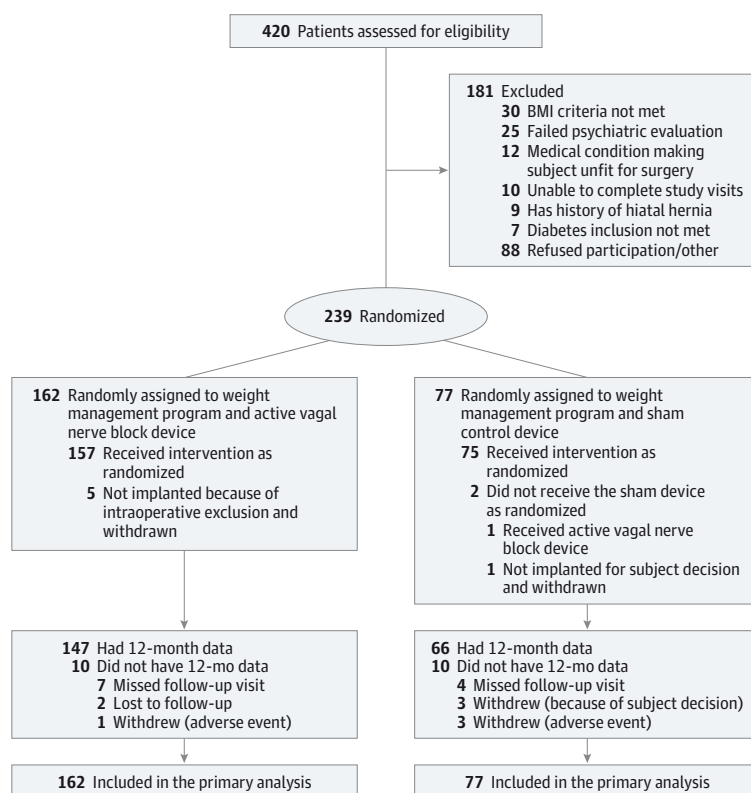 420 Patients assessed for eligibility
181 Excluded
30 BMI criteria not met
25 Failed psychiatric evaluation
12 Medical condition making
subject unfit for surgery
10 Unable to complete study visits
9 Has history of hiatal hernia
7 Diabetes inclusion not met
88 Refused participation/other
239 Randomized
162 Randomly assigned to weight
management program and active vagal
nerve block device
157 Received intervention as
randomized
5 Not implanted because of
intraoperative exclusion and
withdrawn
77 Randomly assigned to weight
management program and sham
control device
75 Received intervention as
randomized
2 Did not receive the sham device
as randomized
1 Received active vagal nerve
block device
1 Not implanted for subject decision
and withdrawn
147 Had 12-month data
10 Did not have 12-mo data
7 Missed follow-up visit
2 Lost to follow-up
1 Withdrew (adverse event)
66 Had 12-month data
10 Did not have 12-mo data
4 Missed follow-up visit
3 Withdrew (because of subject decision)
3 Withdrew (adverse event)
162 Included in the primary analysis
77 Included in the primary analysis